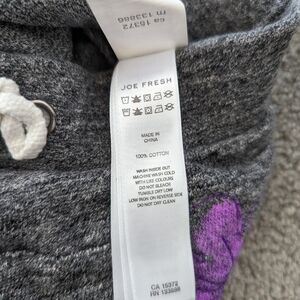 ca 15372
rn 133886
JOE FRESH
MADE IN
CHINA
100% COTTON
WASH INSIDE OUT
MACHINE WASH COLD
WITH LIKE COLOURS
DO NOT BLEACH
TUMBLE DRY LOW
LOW IRON ON REVERSE SIDE
DO NOT DRY CLEAN
CA 15372
RN 133886